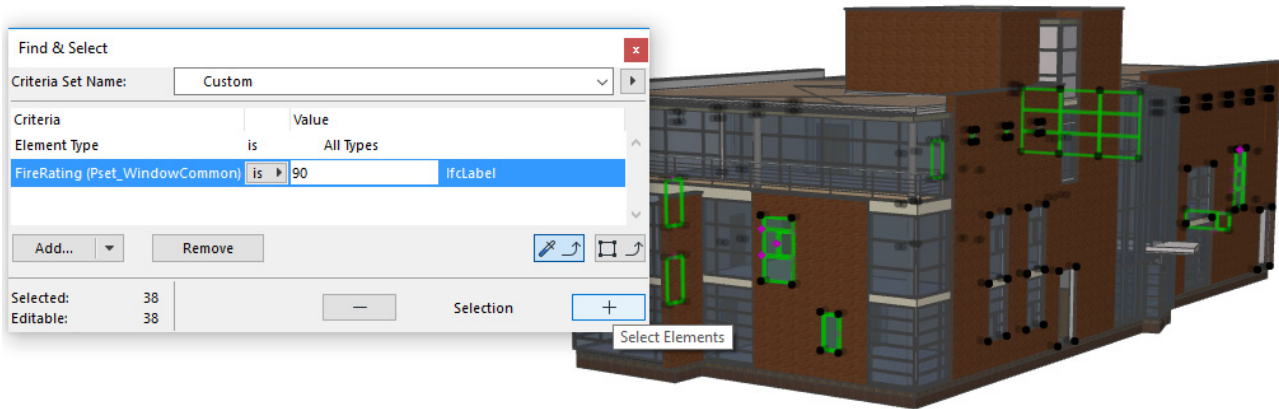 Find & Select
x
Criteria Set Name: Custom
Criteria Value
Element Type is All Types
FireRating (Pset_WindowCommon) is 90 IfcLabel
Add... Remove
Selected: 38
Editable: 38
Selection
Select Elements